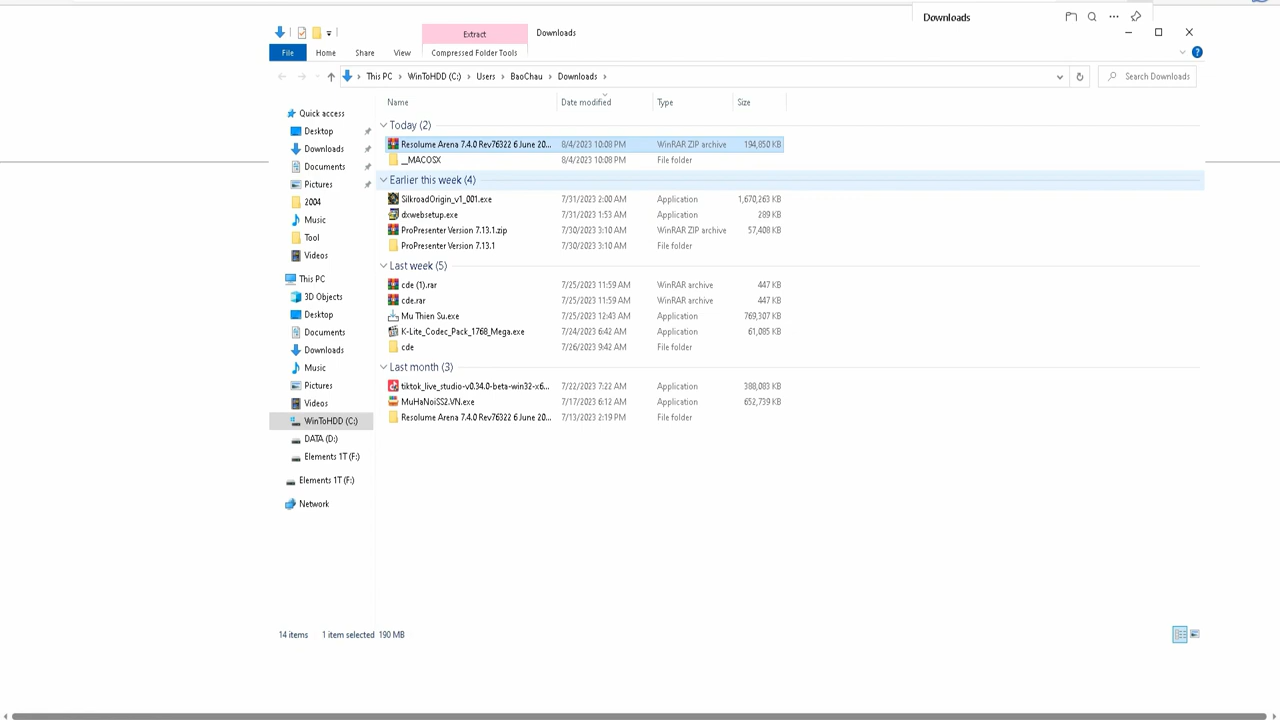 Downloads
Extract
Downloads
File Home Share View Compressed Folder Tools
This PC > WinToHDD (C:) > Users > BaoChau > Downloads >
Search Downloads
Name Date modified Type Size
Quick access
Desktop
Downloads
Documents
Pictures
2004
Music
Tool
Videos
This PC
3D Objects
Desktop
Documents
Downloads
Music
Pictures
Videos
WinToHDD (C:)
DATA (D:)
Elements 1T (F:)
Elements 1T (F:)
Network
Today (2)
Resolume Arena 7.4.0 Rev76322 6 June 20... 8/4/2023 10:08 PM WinRAR ZIP archive 194,850 KB
__MACOSX 8/4/2023 10:08 PM File folder
Earlier this week (4)
SilkroadOrigin_v1_001.exe 7/31/2023 2:00 AM Application 1,670,263 KB
dxwebsetup.exe 7/31/2023 1:53 AM Application 289 KB
ProPresenter Version 7.13.1.zip 7/30/2023 3:10 AM WinRAR ZIP archive 57,408 KB
ProPresenter Version 7.13.1 7/30/2023 3:10 AM File folder
Last week (5)
cde (1).rar 7/25/2023 11:59 AM WinRAR archive 447 KB
cde.rar 7/25/2023 11:59 AM WinRAR archive 447 KB
Mu Thien Su.exe 7/25/2023 12:43 AM Application 769,307 KB
K-Lite_Codec_Pack_1768_Mega.exe 7/24/2023 6:42 AM Application 61,085 KB
cde 7/26/2023 9:42 AM File folder
Last month (3)
tiktok_live_studio-v0.34.0-beta-win32-x6... 7/22/2023 7:22 AM Application 388,083 KB
MuHaNoiSS2.VN.exe 7/17/2023 6:12 AM Application 652,739 KB
Resolume Arena 7.4.0 Rev76322 6 June 20... 7/13/2023 2:19 PM File folder
14 items 1 item selected 190 MB